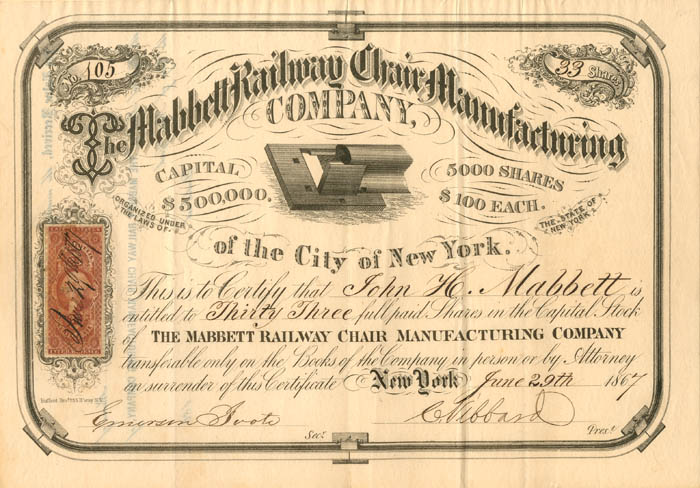 No 105
33 Shares
The Mabbett Railway Chair Manufacturing
COMPANY,
CAPITAL
$500,000.
5000 SHARES
$100 EACH.
ORGANIZED UNDER
THE LAWS OF
THE STATE OF
NEW YORK
of the City of New York.
This is to Certify that John H. Mabbett is
entitled to Thirty Three full paid Shares in the Capital Stock
of THE MABBETT RAILWAY CHAIR MANUFACTURING COMPANY
transferable only on the Books of the Company in person or by Attorney
on surrender of this Certificate New York June 29th 1867
Emerson Foote Secy.
C Hibbard Prest.